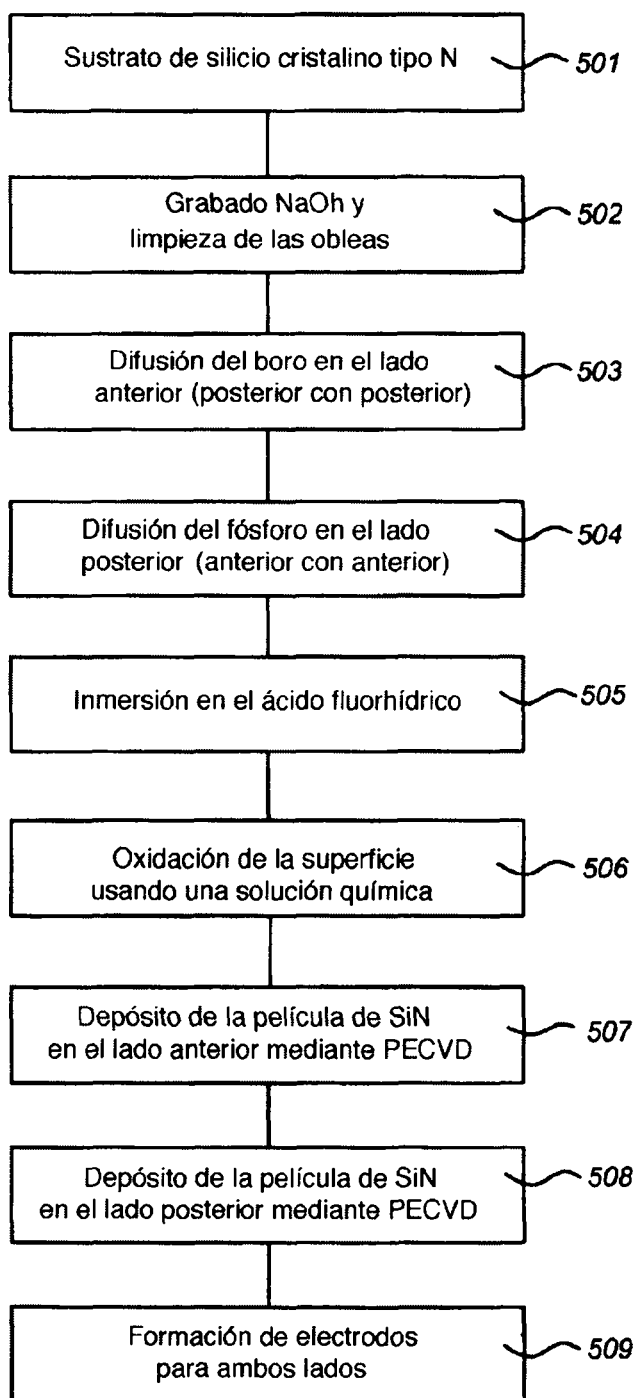 Sustrato de silicio cristalino tipo N
501
Grabado NaOh y
limpieza de las obleas
502
Difusión del boro en el lado
anterior (posterior con posterior)
503
Difusión del fósforo en el lado
posterior (anterior con anterior)
504
Inmersión en el ácido fluorhídrico
505
Oxidación de la superficie
usando una solución química
506
Depósito de la película de SiN
en el lado anterior mediante PECVD
507
Depósito de la película de SiN
en el lado posterior mediante PECVD
508
Formación de electrodos
para ambos lados
509